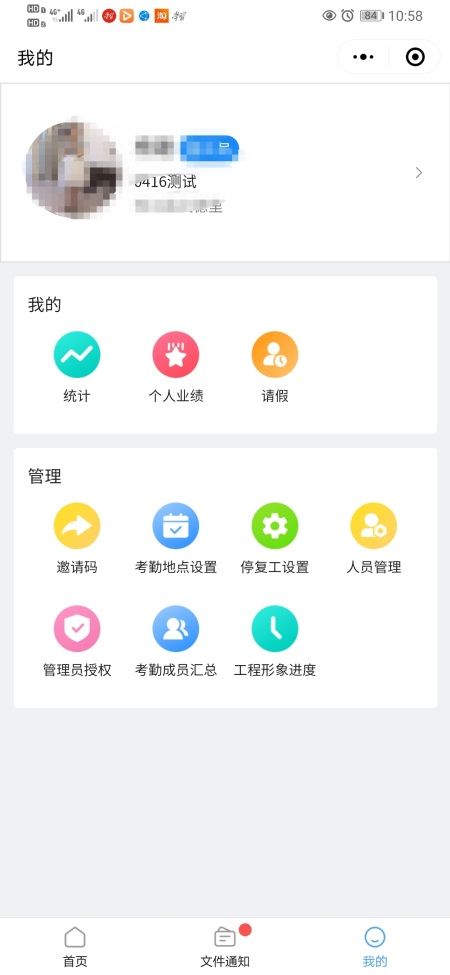 84 10:58
我的
0416测试
我的
统计 个人业绩 请假
管理
邀请码 考勤地点设置 停复工设置 人员管理
管理员授权 考勤成员汇总 工程形象进度
首页 文件通知 我的